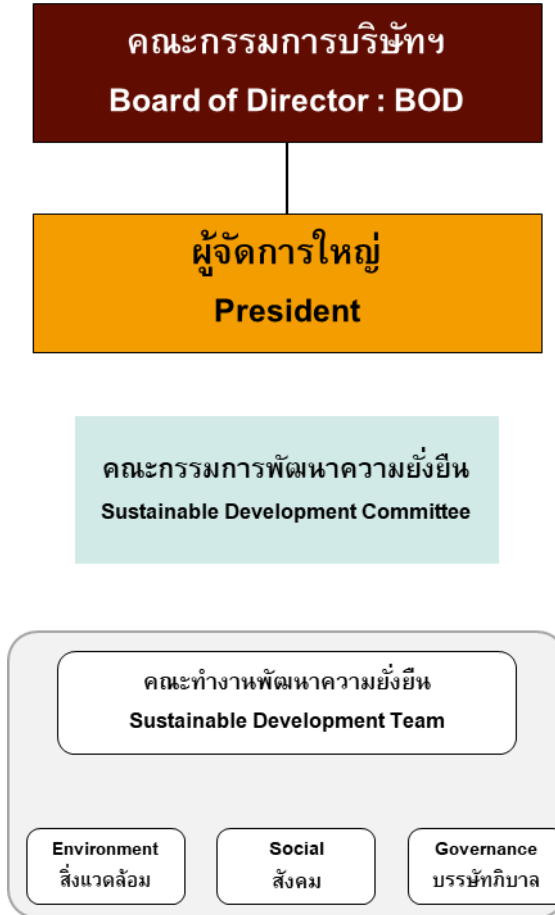 คณะกรรมการบริษัทฯ
Board of Director : BOD
ผู้จัดการใหญ่
President
คณะกรรมการพัฒนาความยั่งยืน
Sustainable Development Committee
คณะทำงานพัฒนาความยั่งยืน
Sustainable Development Team
Environment
สิ่งแวดล้อม
Social
สังคม
Governance
บรรษัทภิบาล